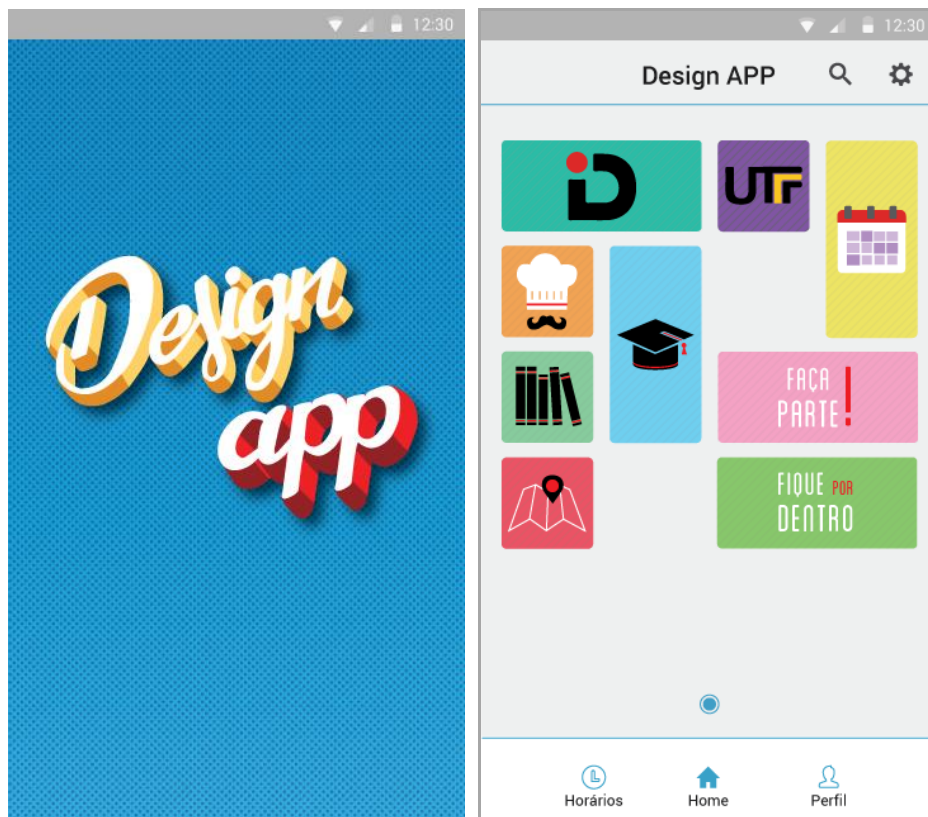 12:30
Design
app
12:30
Design APP
iD
UTF
FAÇA
PARTE!
FIQUE POR
DENTRO
Horários
Home
Perfil